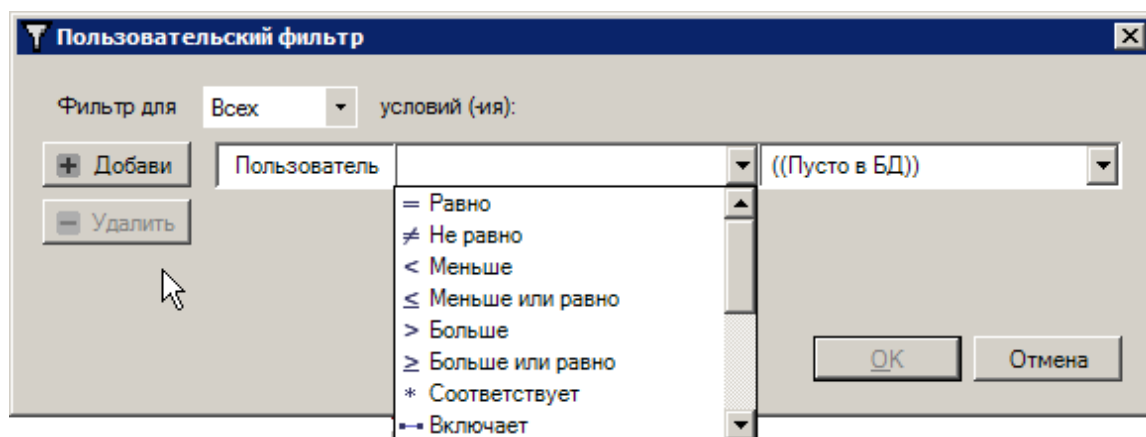 Пользовательский фильтр
Фильтр для Всех условий (-ия):
Добави Пользователь ((Пусто в БД))
= Равно
Удалить
≠ Не равно
< Меньше
≤ Меньше или равно
> Больше
≥ Больше или равно
OK Отмена
* Соответствует
Включает